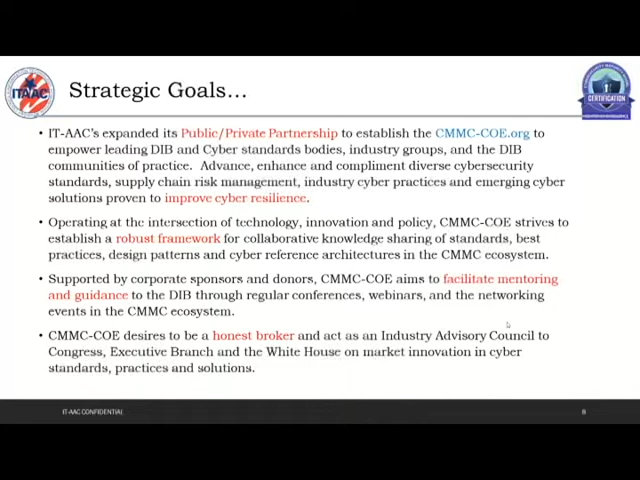 ITAAC
Strategic Goals...
CERTIFICATION
• IT-AAC's expanded its Public/Private Partnership to establish the CMMC-COE.org to
empower leading DIB and Cyber standards bodies, industry groups, and the DIB
communities of practice. Advance, enhance and compliment diverse cybersecurity
standards, supply chain risk management, industry cyber practices and emerging cyber
solutions proven to improve cyber resilience.
• Operating at the intersection of technology, innovation and policy, CMMC-COE strives to
establish a robust framework for collaborative knowledge sharing of standards, best
practices, design patterns and cyber reference architectures in the CMMC ecosystem.
• Supported by corporate sponsors and donors, CMMC-COE aims to facilitate mentoring
and guidance to the DIB through regular conferences, webinars, and the networking
events in the CMMC ecosystem.
• CMMC-COE desires to be a honest broker and act as an Industry Advisory Council to
Congress, Executive Branch and the White House on market innovation in cyber
standards, practices and solutions.
IT-AAC CONFIDENTIAL
8